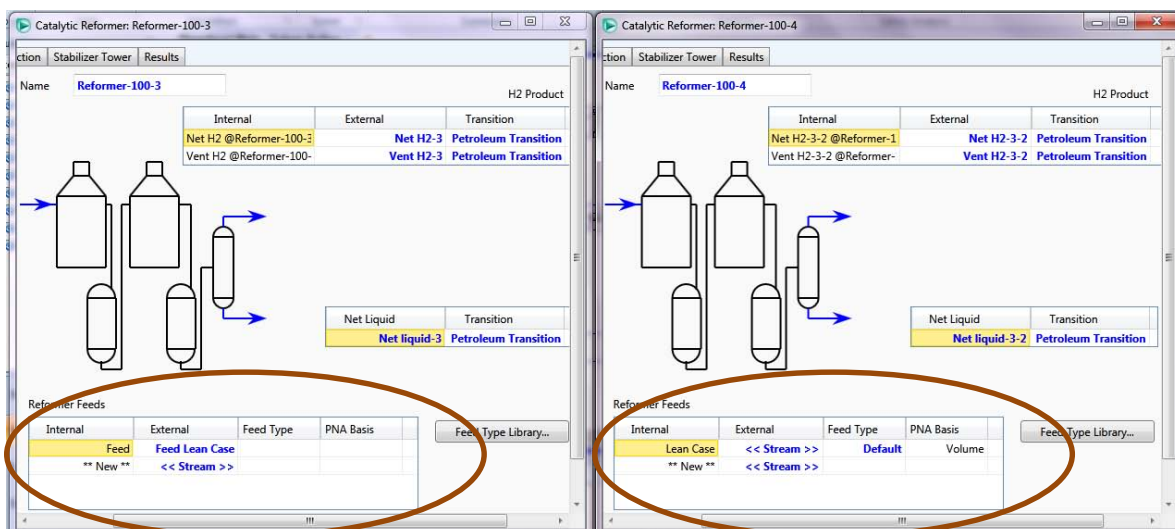 Catalytic Reformer: Reformer-100-3
ction Stabilizer Tower Results
Name Reformer-100-3
H2 Product
Internal External Transition
Net H2 @Reformer-100-3 Net H2-3 Petroleum Transition
Vent H2 @Reformer-100- Vent H2-3 Petroleum Transition
Net Liquid Transition
Net liquid-3 Petroleum Transition
Reformer Feeds
Internal External Feed Type PNA Basis
Feed Feed Lean Case
** New ** << Stream >>
Feed Type Library...
Catalytic Reformer: Reformer-100-4
ction Stabilizer Tower Results
Name Reformer-100-4
H2 Product
Internal External Transition
Net H2-3-2 @Reformer-1 Net H2-3-2 Petroleum Transition
Vent H2-3-2 @Reformer- Vent H2-3-2 Petroleum Transition
Net Liquid Transition
Net liquid-3-2 Petroleum Transition
Reformer Feeds
Internal External Feed Type PNA Basis
Lean Case << Stream >> Default Volume
** New ** << Stream >>
Feed Type Library...